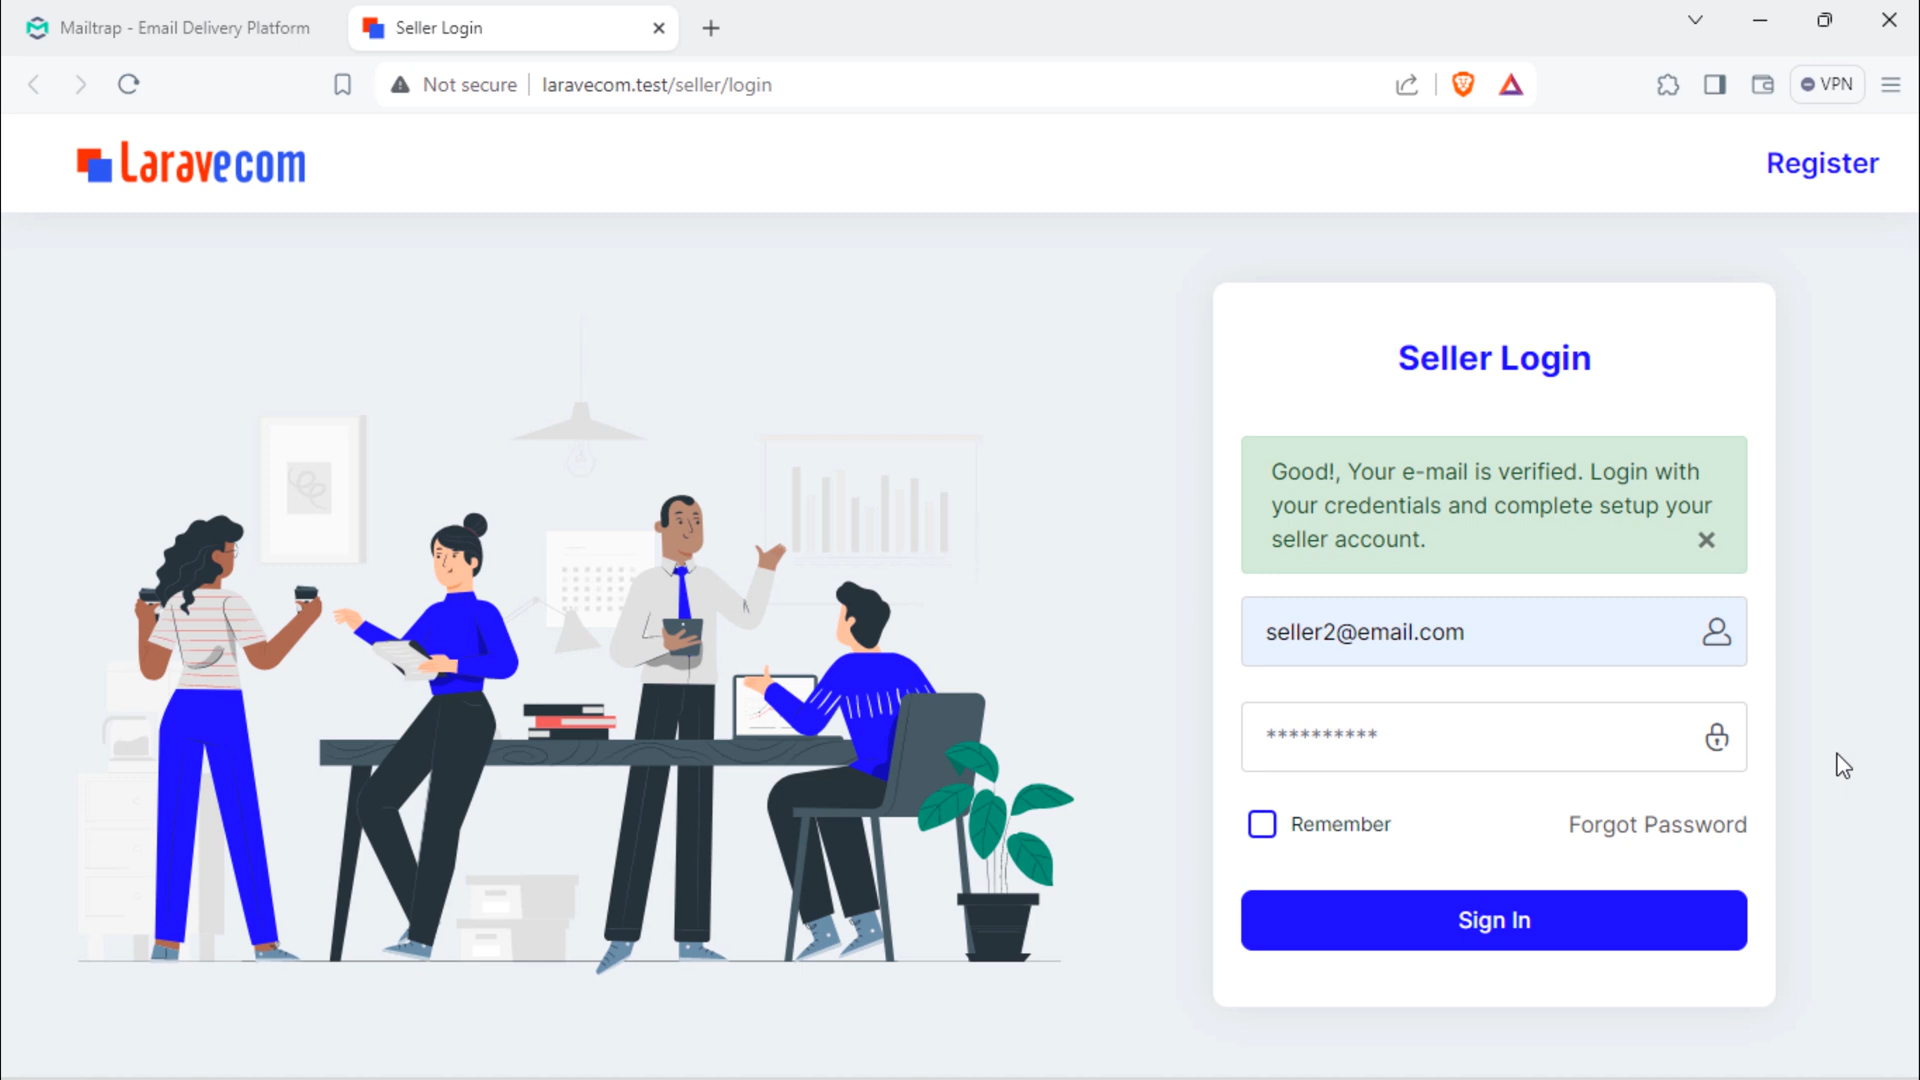 Mailtrap - Email Delivery Platform
Seller Login
Not secure
laravecom.test/seller/login
VPN
Laravecom
Register
Seller Login
Good!, Your e-mail is verified. Login with
your credentials and complete setup your
seller account.
seller2@email.com
**********
Remember
Forgot Password
Sign In